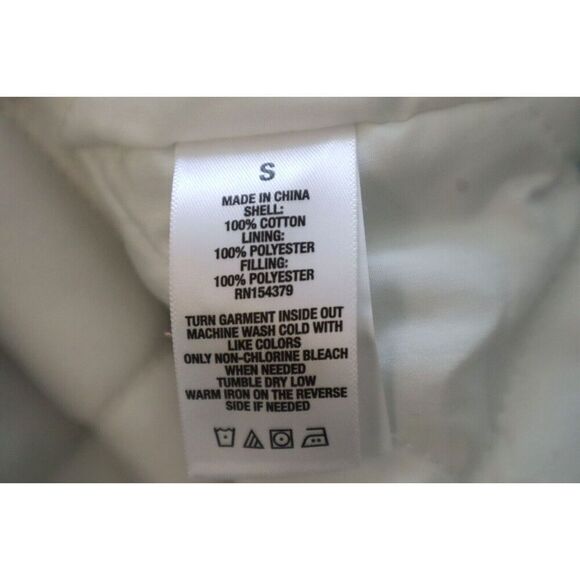 S
MADE IN CHINA
SHELL:
100% COTTON
LINING:
100% POLYESTER
FILLING:
100% POLYESTER
RN154379
TURN GARMENT INSIDE OUT
MACHINE WASH COLD WITH
LIKE COLORS
ONLY NON-CHLORINE BLEACH
WHEN NEEDED
TUMBLE DRY LOW
WARM IRON ON THE REVERSE
SIDE IF NEEDED